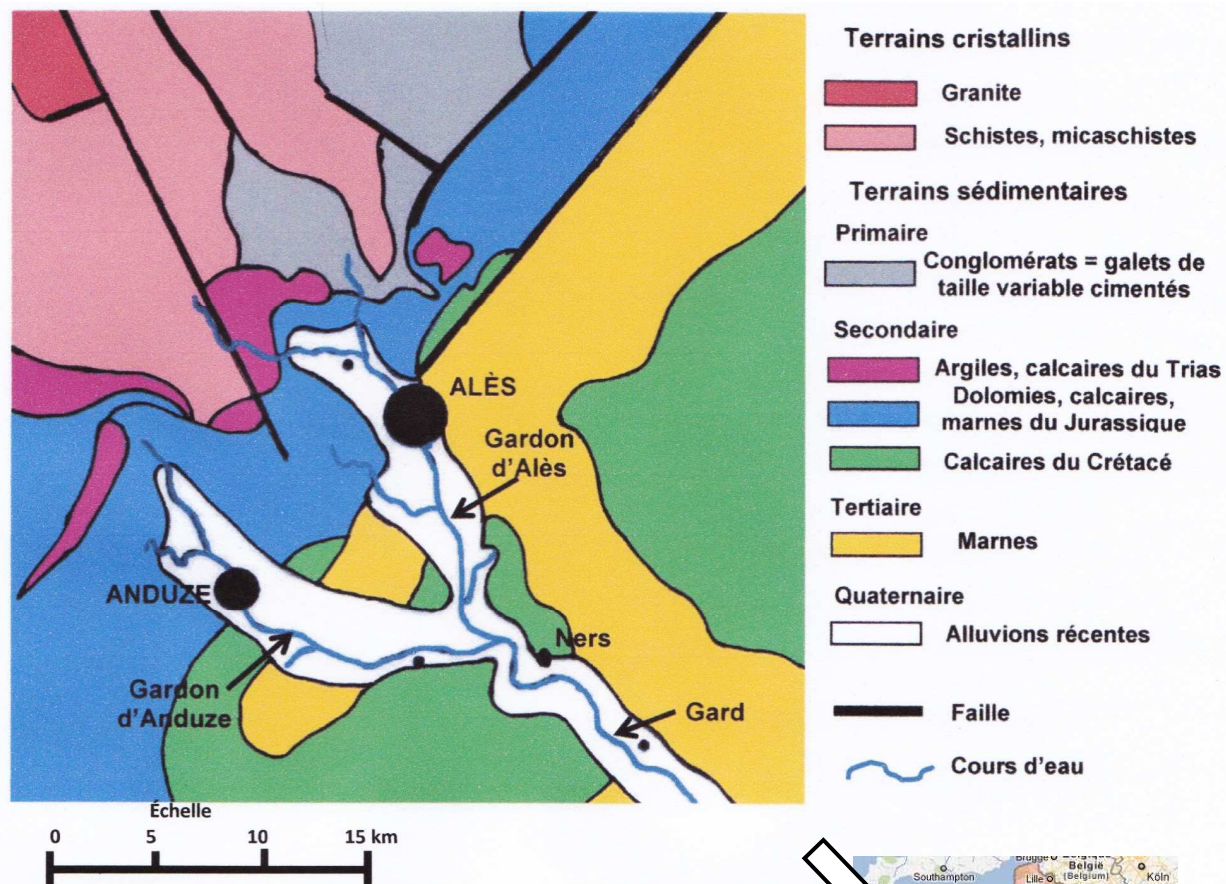 ALÈS
Gardon
d'Alès
ANDUZE
Ners
Gardon
d'Anduze
Gard
Terrains cristallins
Granite
Schistes, micaschistes
Terrains sédimentaires
Primaire
Conglomérats = galets de
taille variable cimentés
Secondaire
Argiles, calcaires du Trias
Dolomies, calcaires,
marnes du Jurassique
Calcaires du Crétacé
Tertiaire
Marnes
Quaternaire
Alluvions récentes
Faille
Cours d'eau
Échelle
0 5 10 15 km
Southampton
Lille
België
(Belgium)
Köln